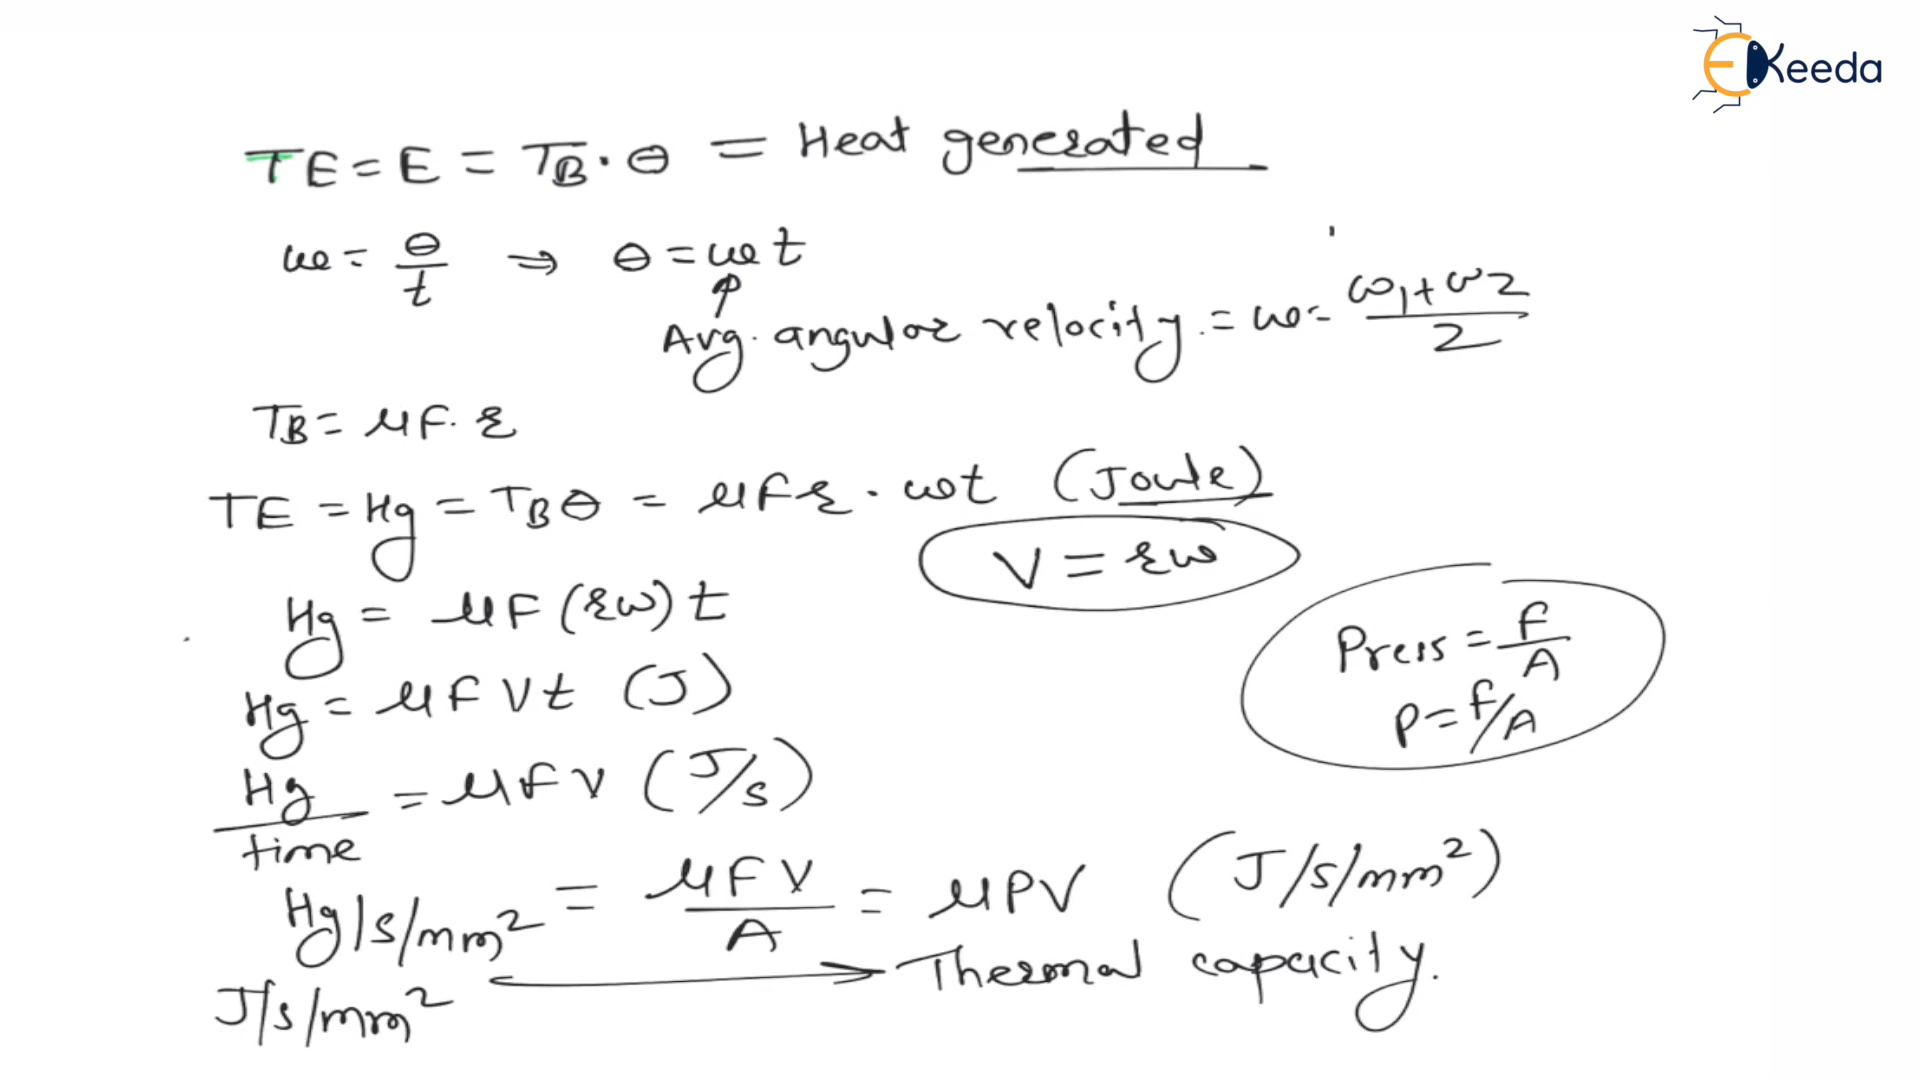 EKeeda
TE = E = TB · θ = Heat generated
ω = θ/t ⇒ θ = ωt
Avg. angular velocity. = ω = ω1 + ω2 / 2
TB = μF. r
TE = Hg = TBθ = μFr · ωt (Joule)
V = rω
Hg = μF (rω) t
Press = F/A
P = F/A
Hg = μFVt (J)
Hg/time = μFV (J/s)
Hg/s/mm² = μFV/A = μPV (J/s/mm²)
J/s/mm² → Thermal capacity.